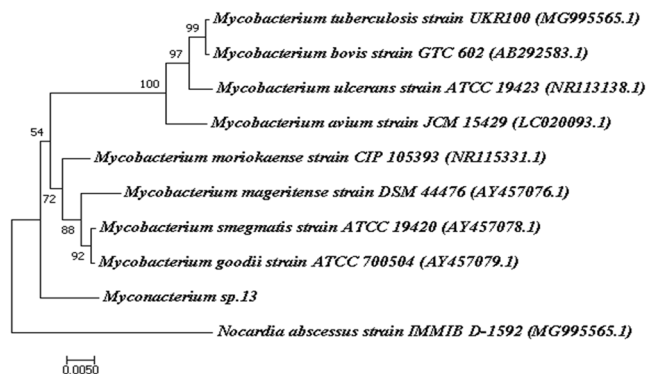 Mycobacterium tuberculosis strain UKR100 (MG995565.1)
99
Mycobacterium bovis strain GTC 602 (AB292583.1)
97
Mycobacterium ulcerans strain ATCC 19423 (NR113138.1)
100
Mycobacterium avium strain JCM 15429 (LC020093.1)
54
Mycobacterium moriokaense strain CIP 105393 (NR115331.1)
72
Mycobacterium mageritense strain DSM 44476 (AY457076.1)
88
Mycobacterium smegmatis strain ATCC 19420 (AY457078.1)
92
Mycobacterium goodii strain ATCC 700504 (AY457079.1)
Myconacterium sp.13
Nocardia abscessus strain IMMIB D-1592 (MG995565.1)
0.0050